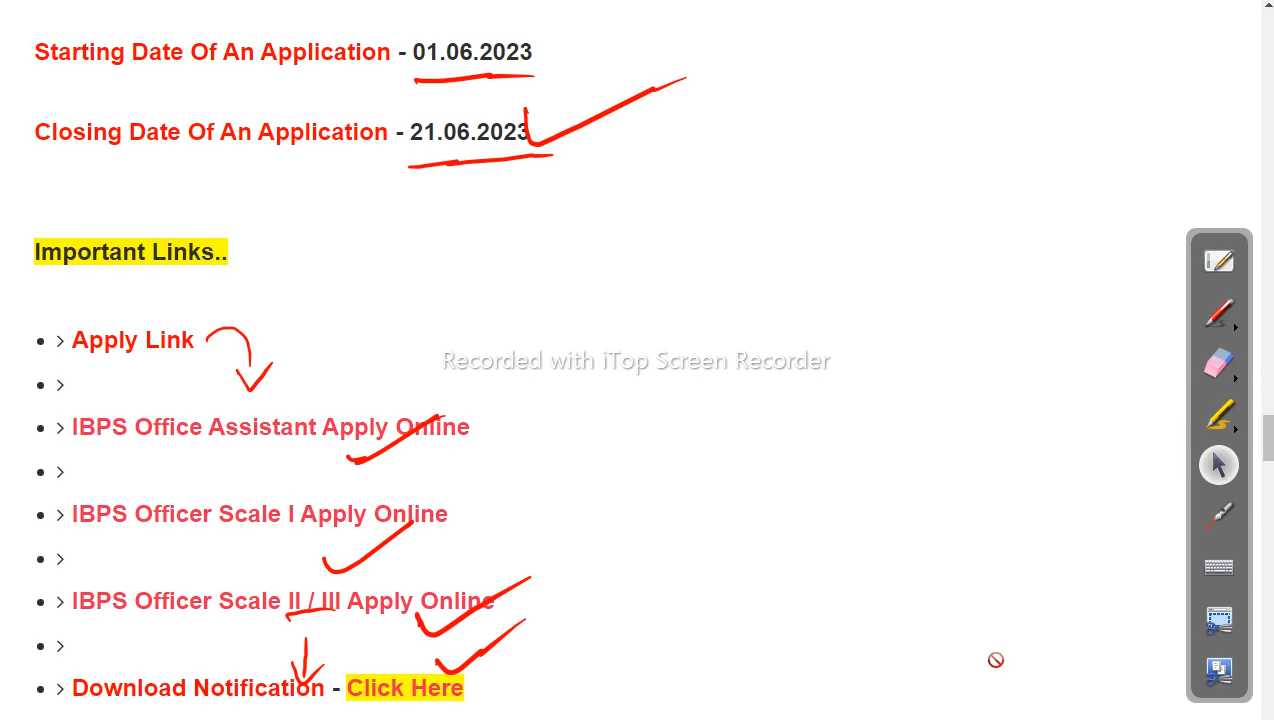 Starting Date Of An Application - 01.06.2023
Closing Date Of An Application - 21.06.2023
Important Links..
> Apply Link
Recorded with iTop Screen Recorder
>
> IBPS Office Assistant Apply Online
>
> IBPS Officer Scale I Apply Online
>
> IBPS Officer Scale II / III Apply Online
>
> Download Notification - Click Here